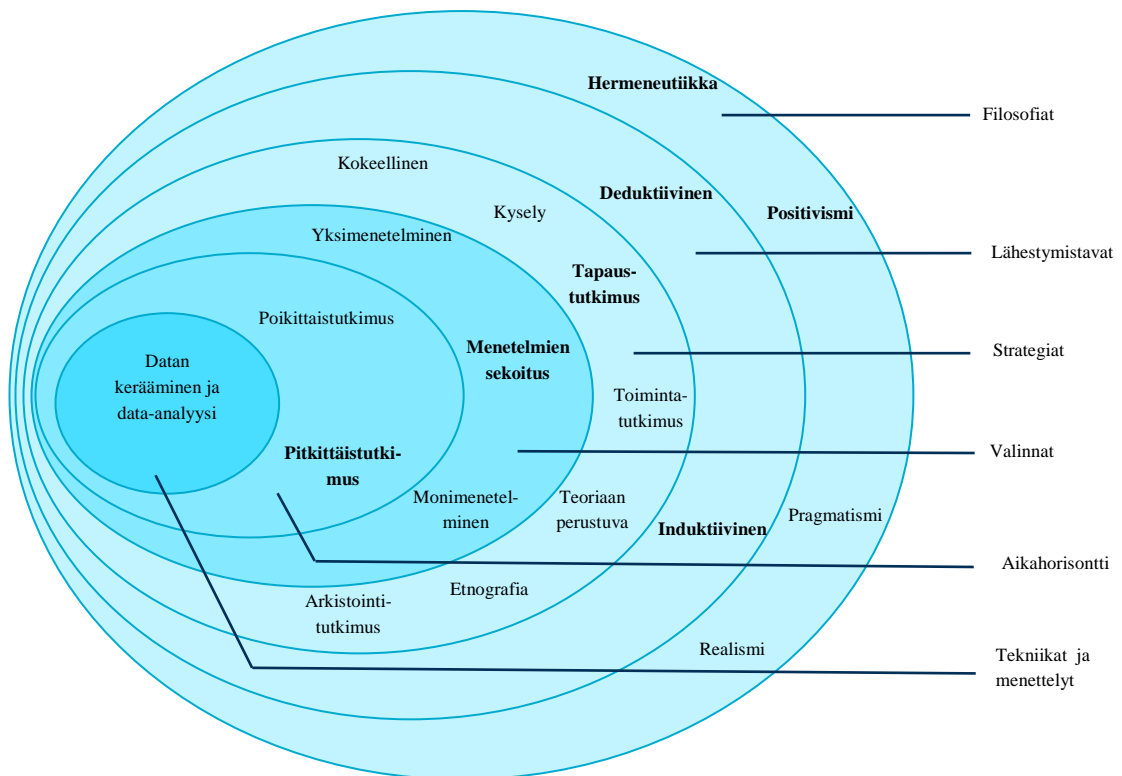 Hermeneutiikka
Filosofiat
Kokeellinen
Deduktiivinen
Kysely
Positivismi
Yksimenetelminen
Lähestymistavat
Tapaus-
tutkimus
Poikittaistutkimus
Menetelmien
sekoitus
Strategiat
Datan
kerääminen ja
data-analyysi
Toiminta-
tutkimus
Pitkittäistutki-
mus
Valinnat
Monimenetel-
minen
Teoriaan
perustuva
Induktiivinen
Pragmatismi
Aikahorisontti
Etnografia
Arkistointi-
tutkimus
Realismi
Tekniikat ja
menettelyt